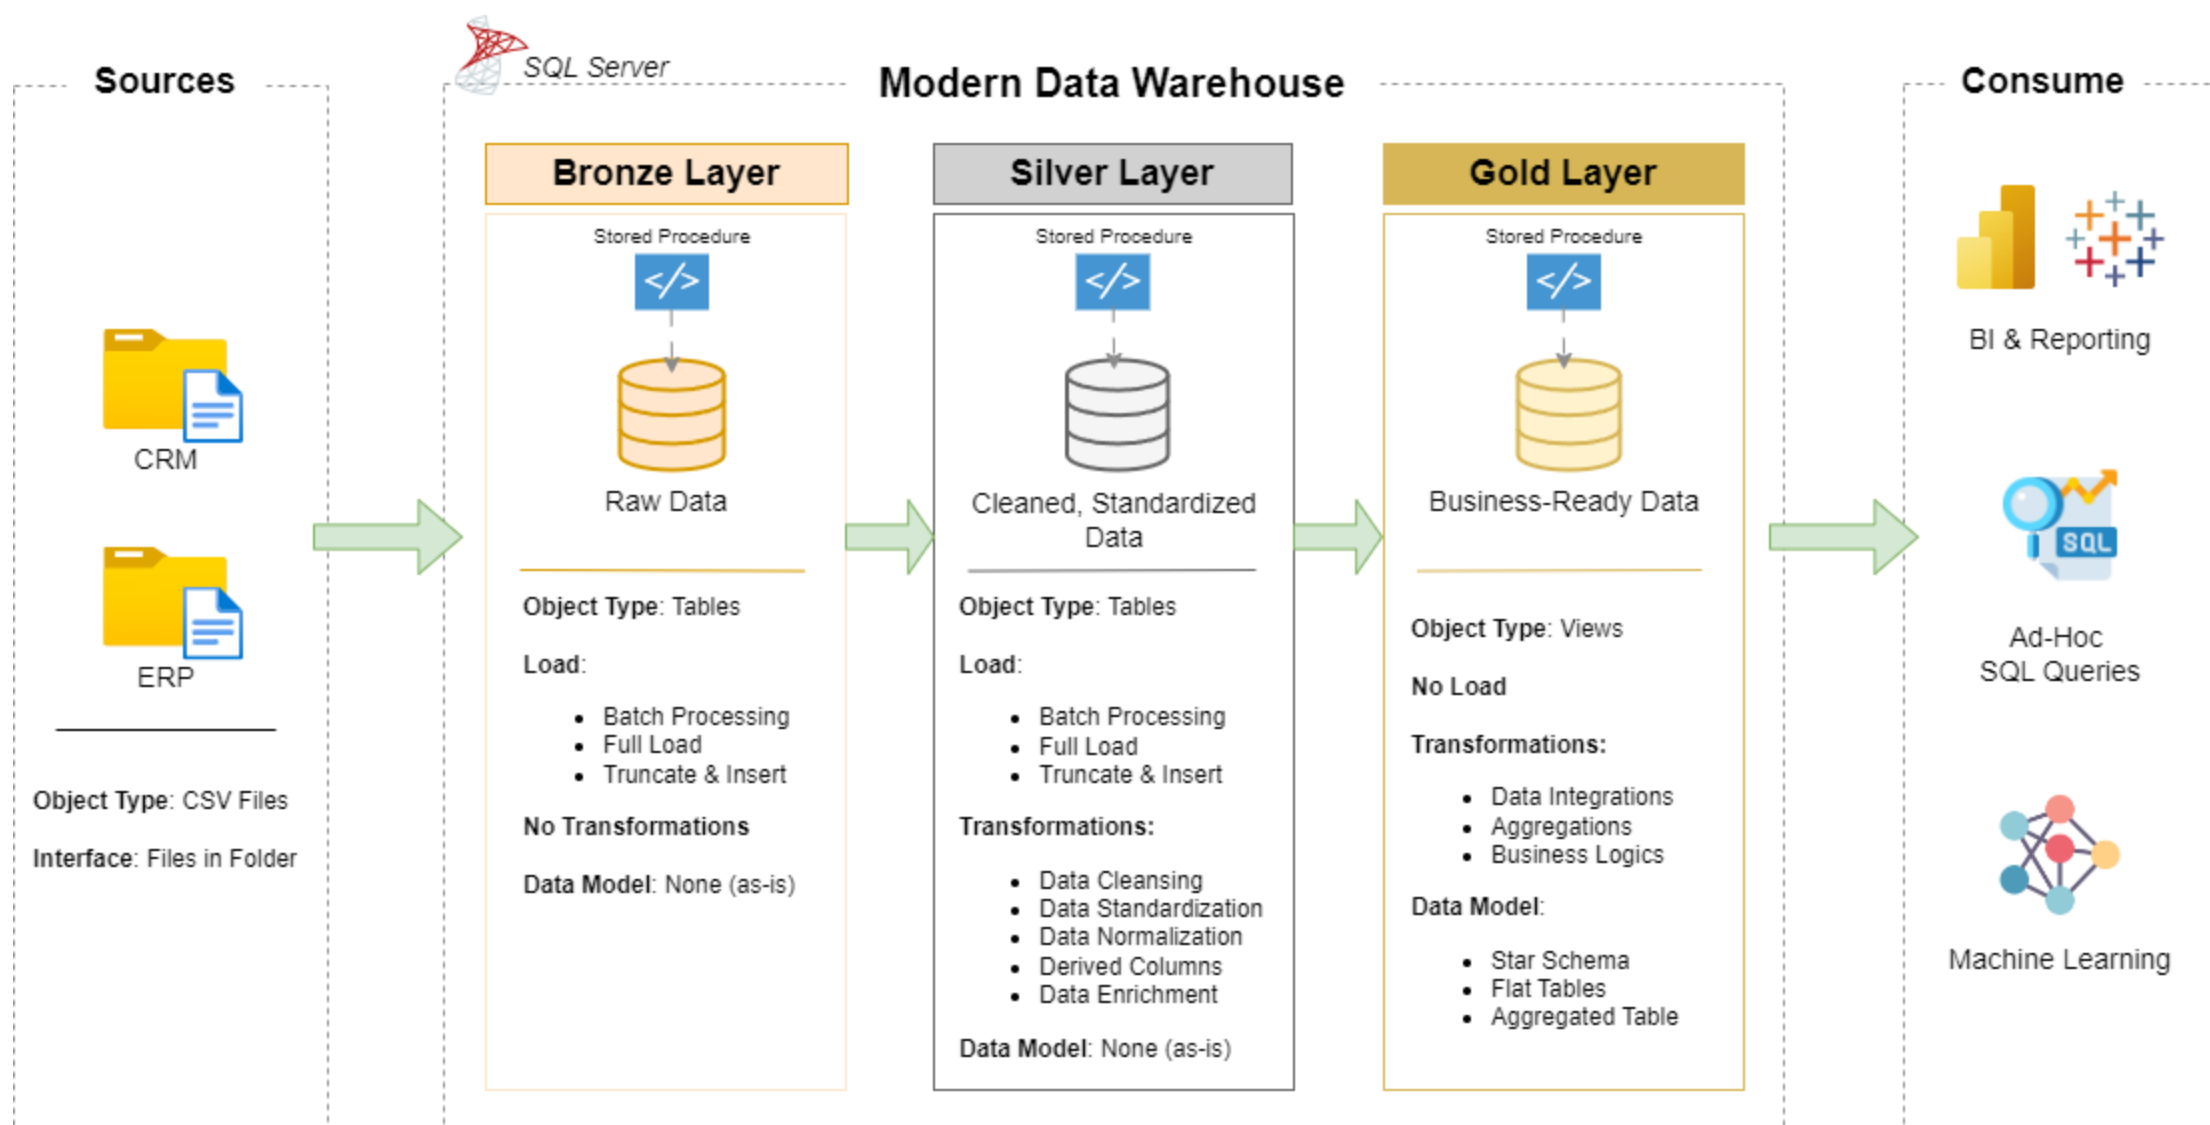 Sources
CRM
ERP
Object Type: CSV Files
Interface: Files in Folder
SQL Server
Modern Data Warehouse
Bronze Layer
Stored Procedure
</>
Raw Data
Object Type: Tables
Load:
• Batch Processing
• Full Load
• Truncate & Insert
No Transformations
Data Model: None (as-is)
Silver Layer
Stored Procedure
</>
Cleaned, Standardized
Data
Object Type: Tables
Load:
• Batch Processing
• Full Load
• Truncate & Insert
Transformations:
• Data Cleansing
• Data Standardization
• Data Normalization
• Derived Columns
• Data Enrichment
Data Model: None (as-is)
Gold Layer
Stored Procedure
</>
Business-Ready Data
Object Type: Views
No Load
Transformations:
• Data Integrations
• Aggregations
• Business Logics
Data Model:
• Star Schema
• Flat Tables
• Aggregated Table
Consume
BI & Reporting
SQL
Ad-Hoc
SQL Queries
Machine Learning